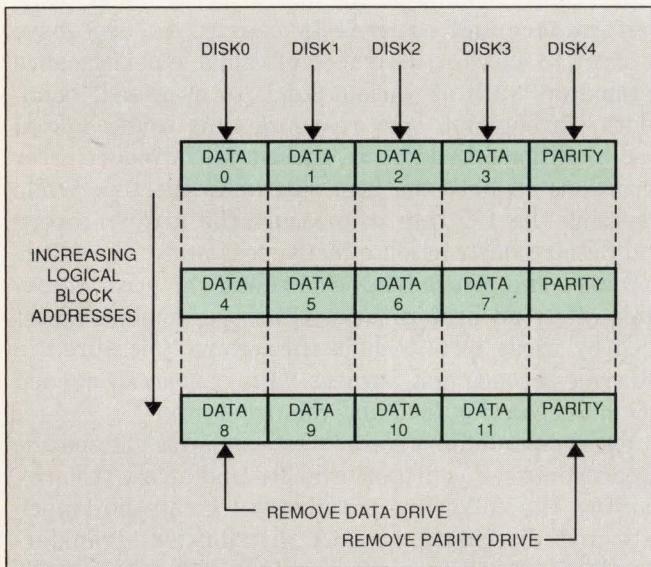 DISK0 DISK1 DISK2 DISK3 DISK4
DATA DATA DATA DATA PARITY
0 1 2 3
INCREASING
LOGICAL
BLOCK
ADDRESSES
DATA DATA DATA DATA PARITY
4 5 6 7
DATA DATA DATA DATA PARITY
8 9 10 11
REMOVE DATA DRIVE
REMOVE PARITY DRIVE